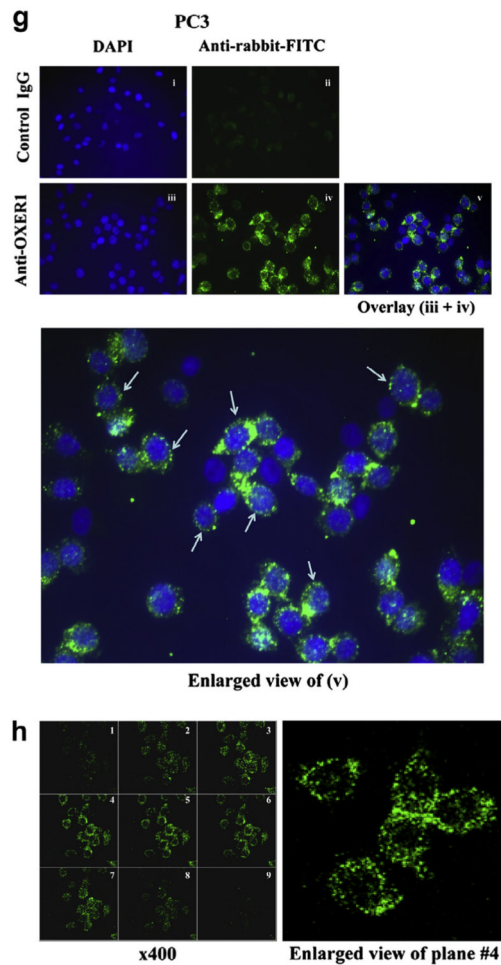 g
PC3
DAPI Anti-rabbit-FITC
Control IgG
i ii
Anti-OXER1
iii iv v
Overlay (iii + iv)
Enlarged view of (v)
h
1 2 3
4 5 6
7 8 9
x400 Enlarged view of plane #4